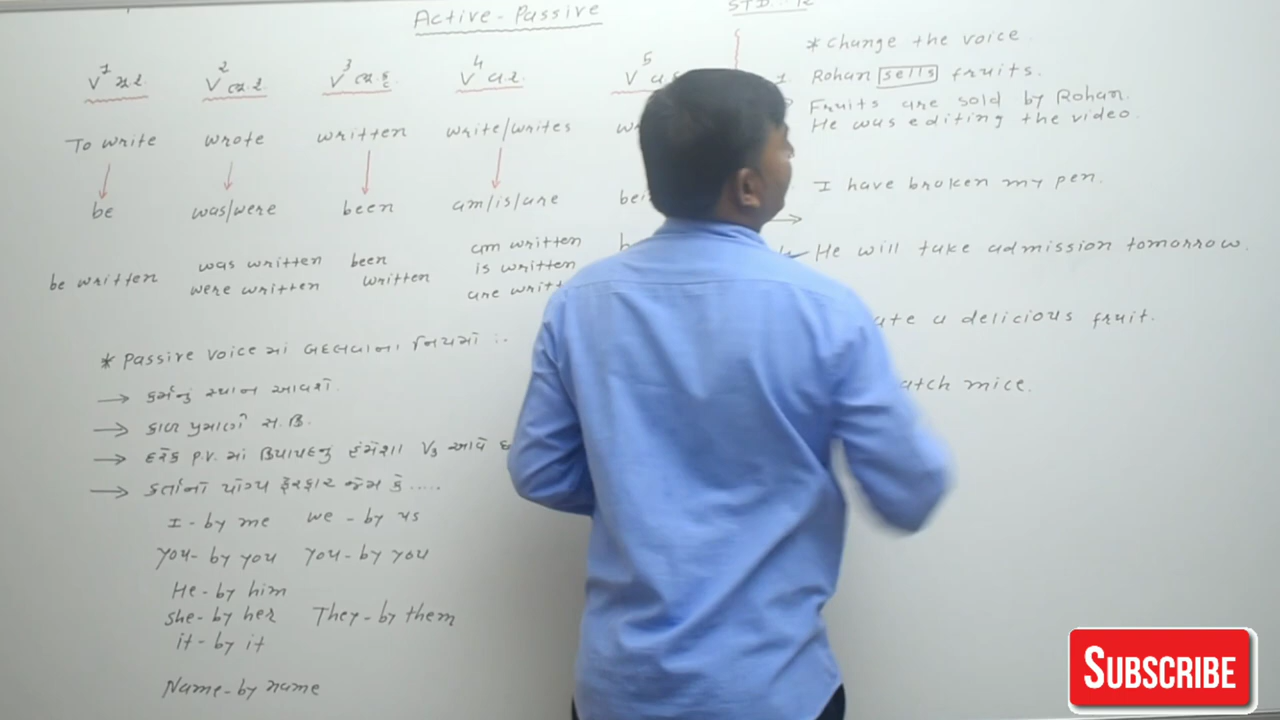 Active - Passive
STD.
V1
V2
V3
V4
V5
To write
wrote
written
write/writes
be
was/were
been
am/is/are
be written
was written
were written
been
written
am written
is written
are
* Passive voice માં બદલવાના નિયમો :-
→ કર્મનું સ્થાન આવશે.
→ કાળ પ્રમાણે સ.ક્રિ.
→ દરેક P.V. માં ક્રિયાપદનું હંમેશા V3 આવે
→ કર્તાનો યોગ્ય ફેરફાર જેમ કે .....
I - by me
we - by us
you - by you
you - by you
He - by him
she - by her
They - by them
it - by it
Name - by name
* change the voice
1. Rohan sells fruits.
Fruits are sold by Rohan.
He was editing the video.
I have broken my pen.
→
He will take admission tomorrow.
a delicious fruit.
mice.
SUBSCRIBE